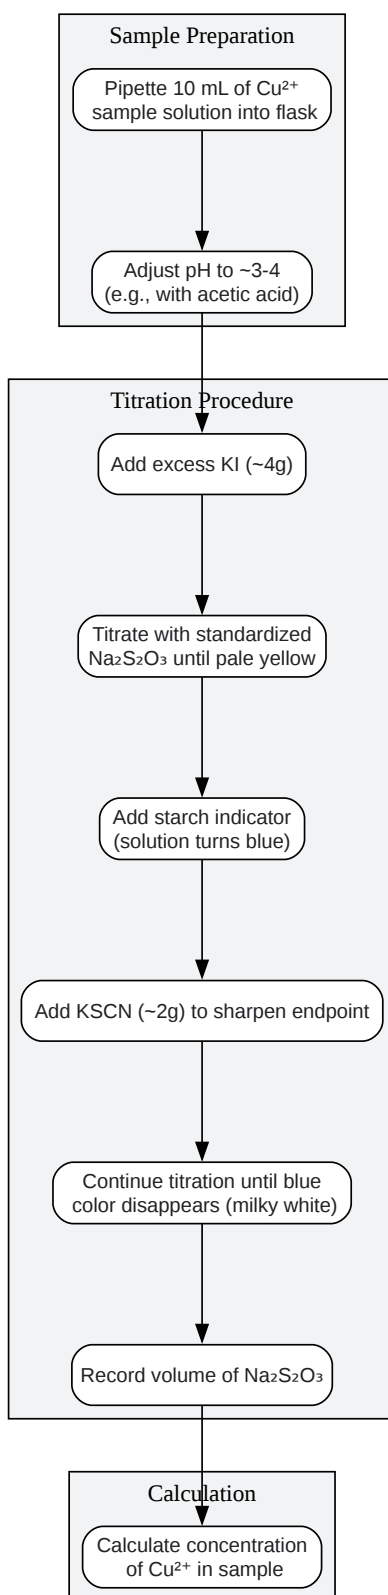 Sample Preparation
Pipette 10 mL of Cu²⁺
sample solution into flask
Adjust pH to ~3-4
(e.g., with acetic acid)
Titration Procedure
Add excess KI (~4g)
Titrate with standardized
Na₂S₂O₃ until pale yellow
Add starch indicator
(solution turns blue)
Add KSCN (~2g) to sharpen endpoint
Continue titration until blue
color disappears (milky white)
Record volume of Na₂S₂O₃
Calculation
Calculate concentration
of Cu²⁺ in sample